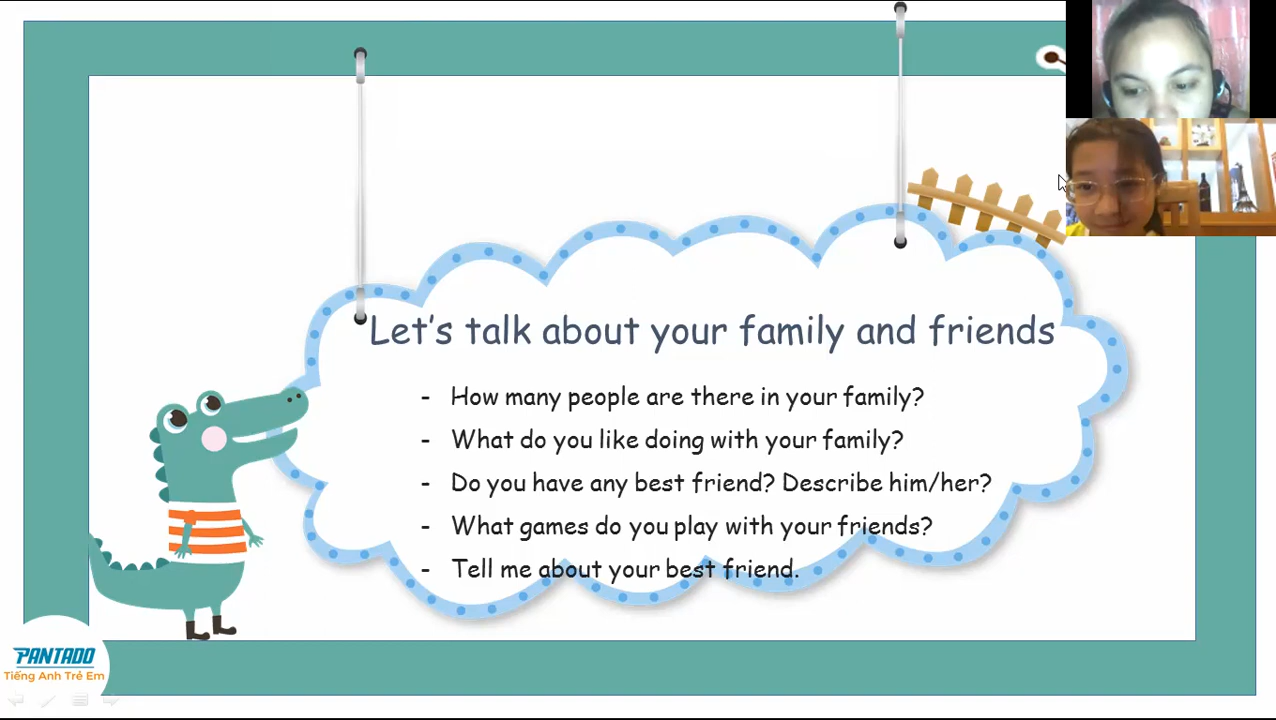 Let's talk about your family and friends
- How many people are there in your family?
- What do you like doing with your family?
- Do you have any best friend? Describe him/her?
- What games do you play with your friends?
- Tell me about your best friend.
PANTADO
Tiếng Anh Trẻ Em